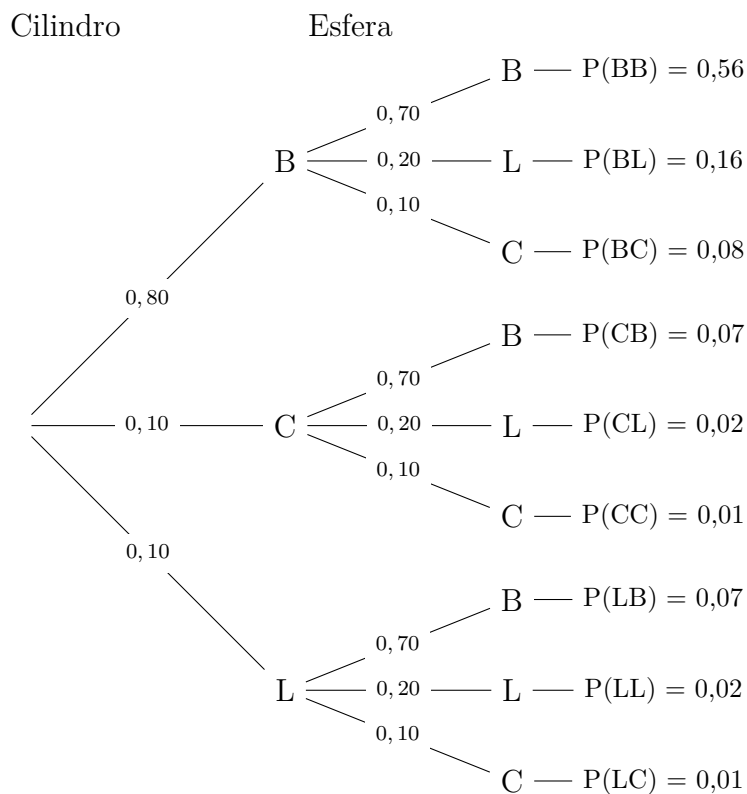 Cilindro Esfera
B P(BB) = 0,56
0,70
B 0,20 L P(BL) = 0,16
0,10
C P(BC) = 0,08
0,80
B P(CB) = 0,07
0,70
0,10 C 0,20 L P(CL) = 0,02
0,10
C P(CC) = 0,01
0,10
B P(LB) = 0,07
0,70
L 0,20 L P(LL) = 0,02
0,10
C P(LC) = 0,01